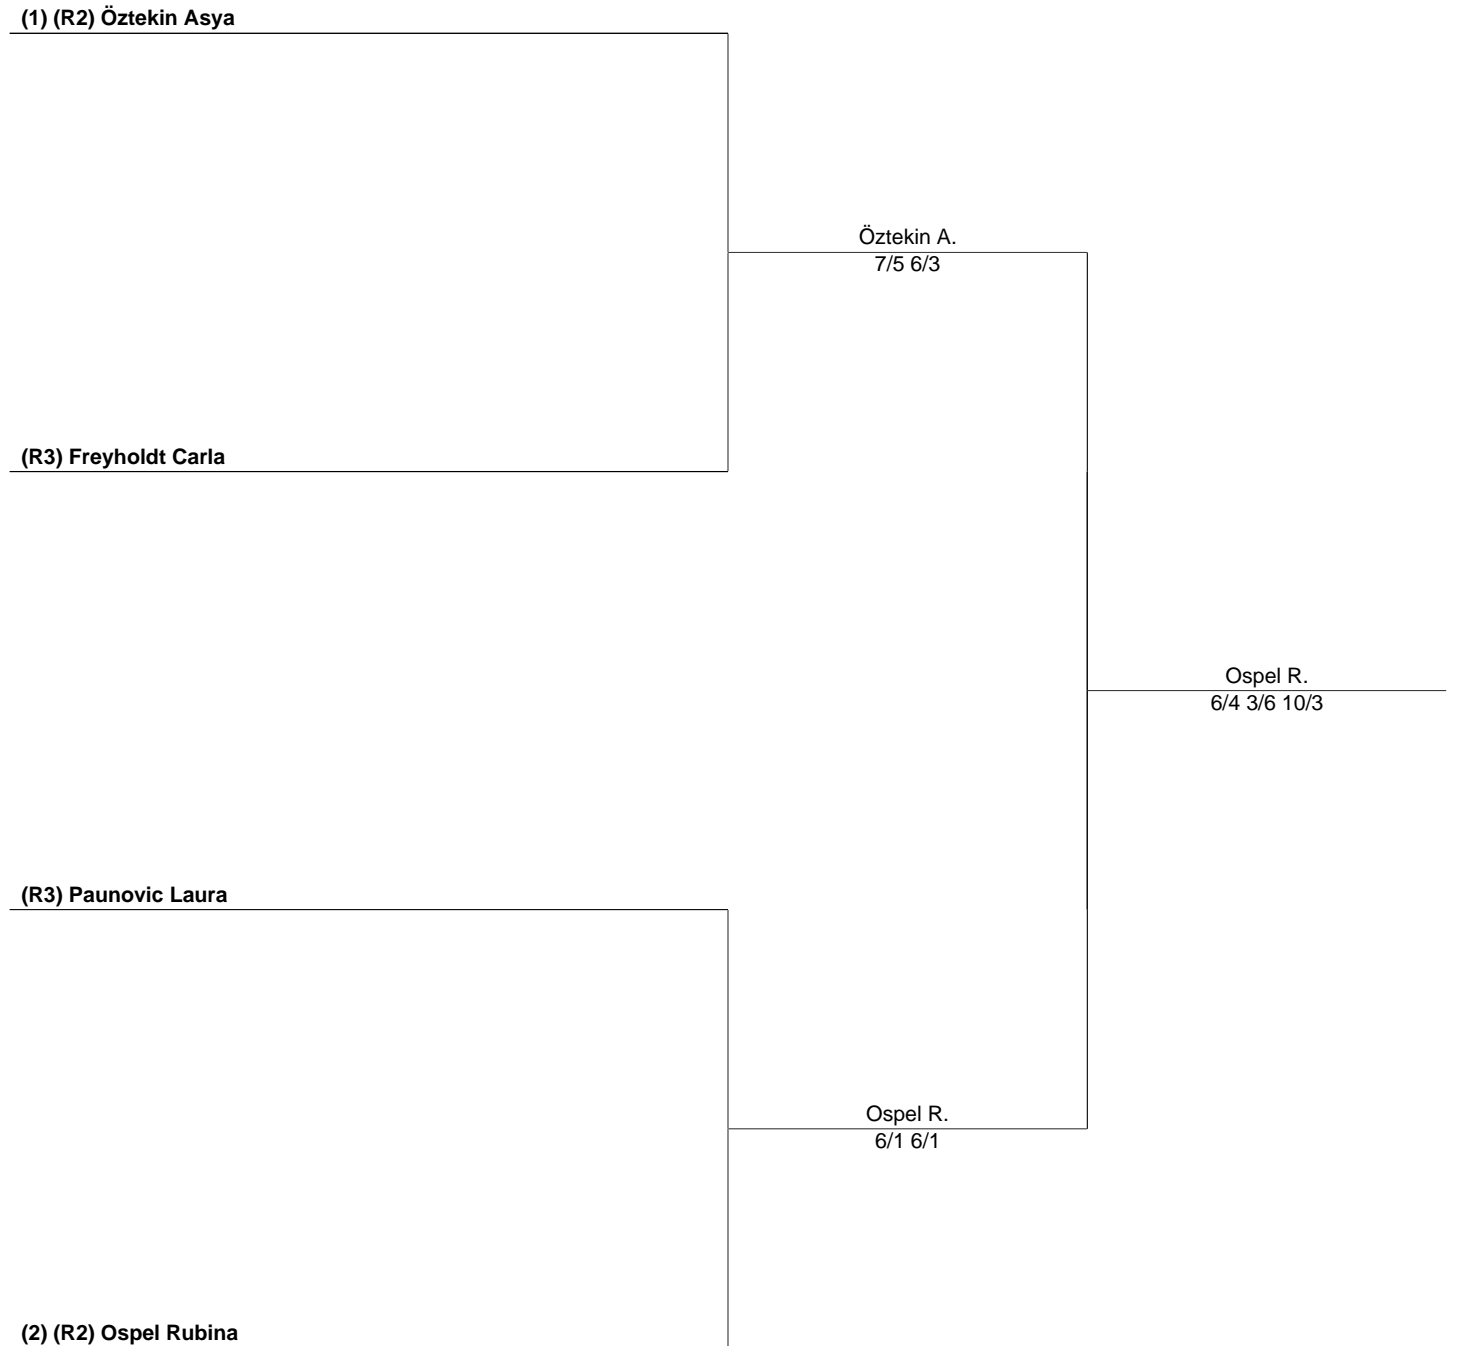 (1) (R2) Öztekin Asya
Öztekin A.
7/5 6/3
(R3) Freyholdt Carla
Ospel R.
6/4 3/6 10/3
(R3) Paunovic Laura
Ospel R.
6/1 6/1
(2) (R2) Ospel Rubina